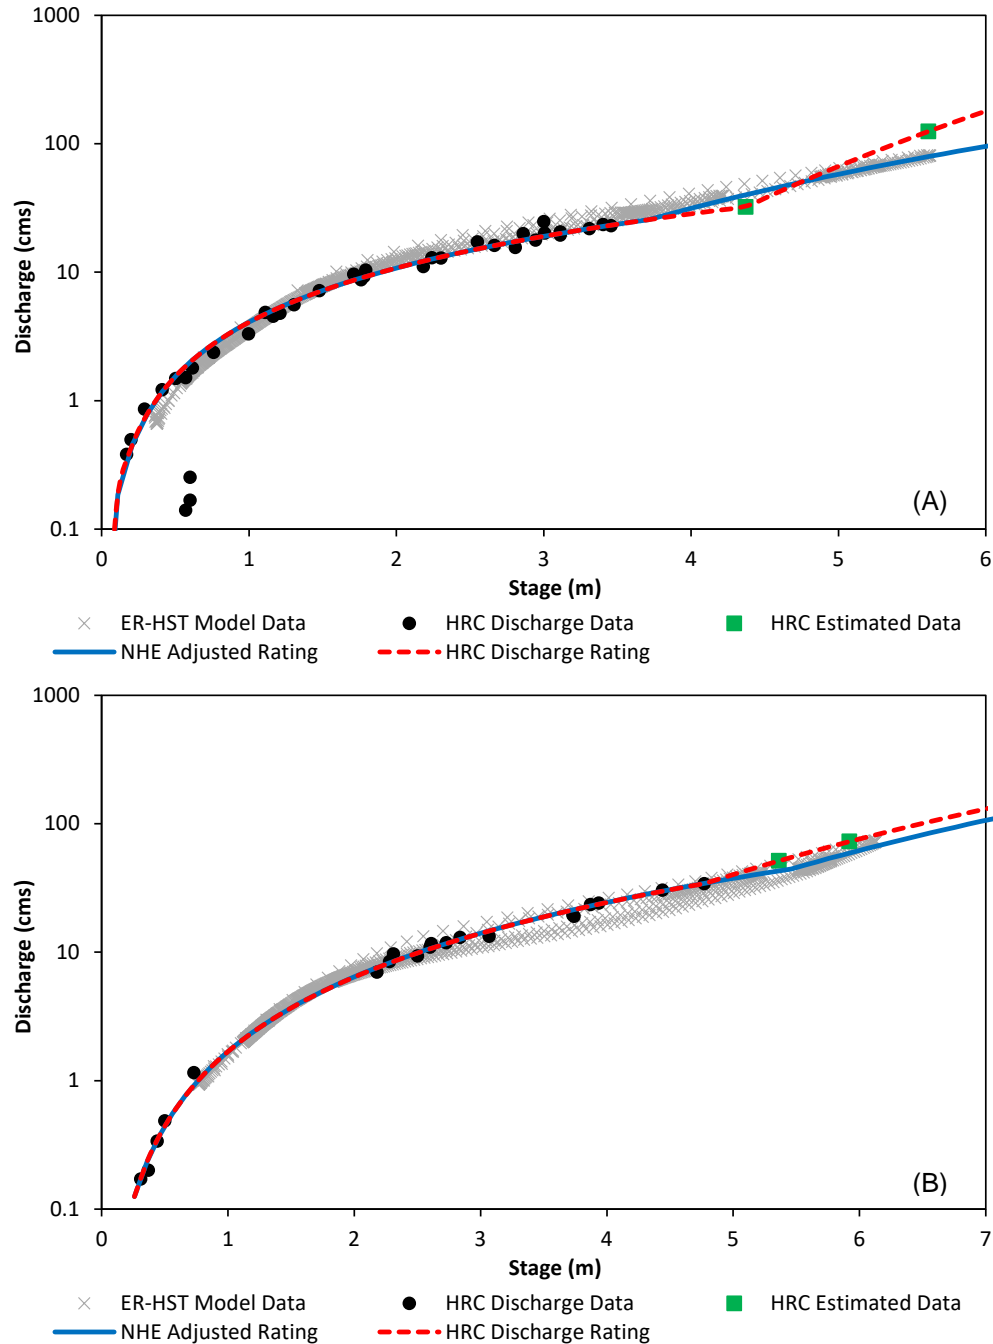 1000
100
10
1
0.1
Discharge (cms)
(A)
0 1 2 3 4 5 6
Stage (m)
ER-HST Model Data HRC Discharge Data HRC Estimated Data
NHE Adjusted Rating HRC Discharge Rating
1000
100
10
1
0.1
Discharge (cms)
(B)
0 1 2 3 4 5 6 7
Stage (m)
ER-HST Model Data HRC Discharge Data HRC Estimated Data
NHE Adjusted Rating HRC Discharge Rating